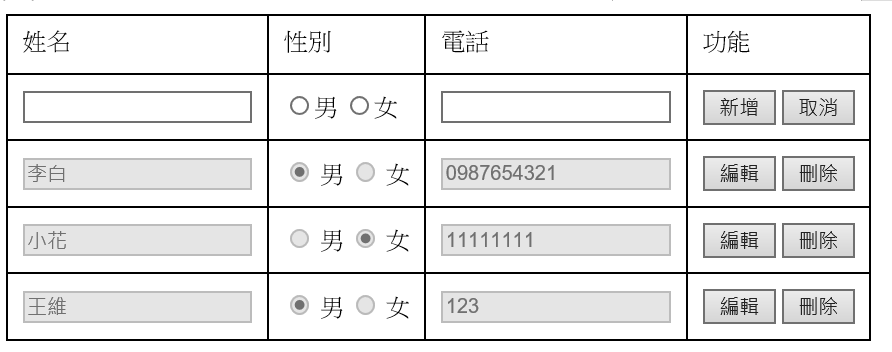 姓名 性別 電話 功能
男 女 新增 取消
李白 男 女 0987654321 編輯 刪除
小花 男 女 11111111 編輯 刪除
王維 男 女 123 編輯 刪除